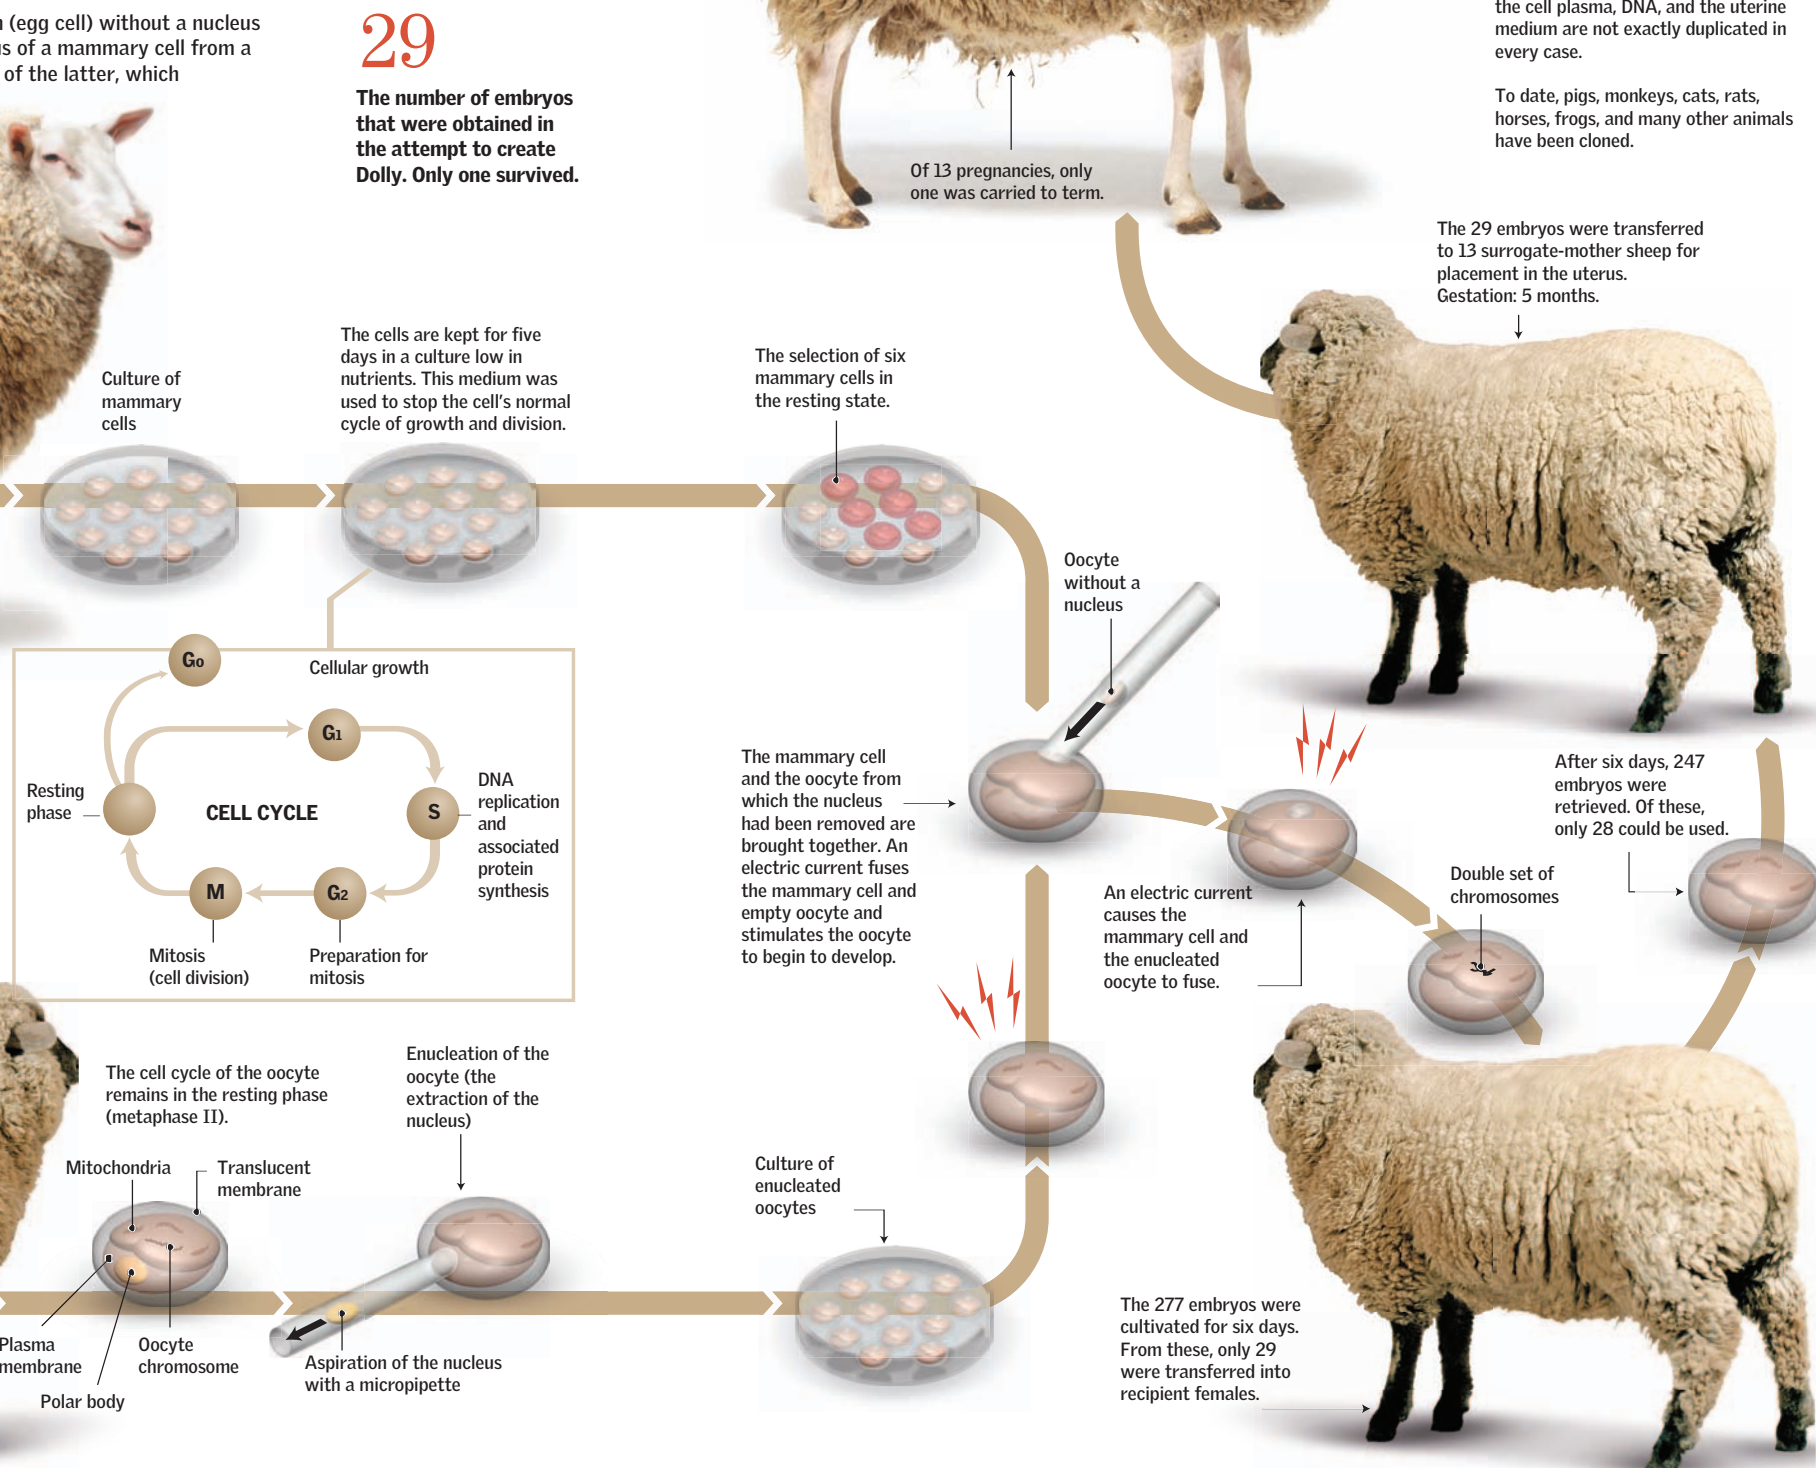 (egg cell) without a nucleus
of a mammary cell from a
of the latter, which
29
The number of embryos
that were obtained in
the attempt to create
Dolly. Only one survived.
Of 13 pregnancies, only
one was carried to term.
the cell plasma, DNA, and the uterine
medium are not exactly duplicated in
every case.
To date, pigs, monkeys, cats, rats,
horses, frogs, and many other animals
have been cloned.
The 29 embryos were transferred
to 13 surrogate-mother sheep for
placement in the uterus.
Gestation: 5 months.
Culture of
mammary
cells
The cells are kept for five
days in a culture low in
nutrients. This medium was
used to stop the cell's normal
cycle of growth and division.
The selection of six
mammary cells in
the resting state.
Oocyte
without a
nucleus
G0
Cellular growth
G1
Resting
phase
CELL CYCLE
S
DNA
replication
and
associated
protein
synthesis
M
G2
Mitosis
(cell division)
Preparation for
mitosis
The mammary cell
and the oocyte from
which the nucleus
had been removed are
brought together. An
electric current fuses
the mammary cell and
empty oocyte and
stimulates the oocyte
to begin to develop.
An electric current
causes the
mammary cell and
the enucleated
oocyte to fuse.
Double set of
chromosomes
After six days, 247
embryos were
retrieved. Of these,
only 28 could be used.
The cell cycle of the oocyte
remains in the resting phase
(metaphase II).
Mitochondria
Translucent
membrane
Enucleation of the
oocyte (the
extraction of the
nucleus)
Plasma
membrane
Polar body
Oocyte
chromosome
Aspiration of the nucleus
with a micropipette
Culture of
enucleated
oocytes
The 277 embryos were
cultivated for six days.
From these, only 29
were transferred into
recipient females.